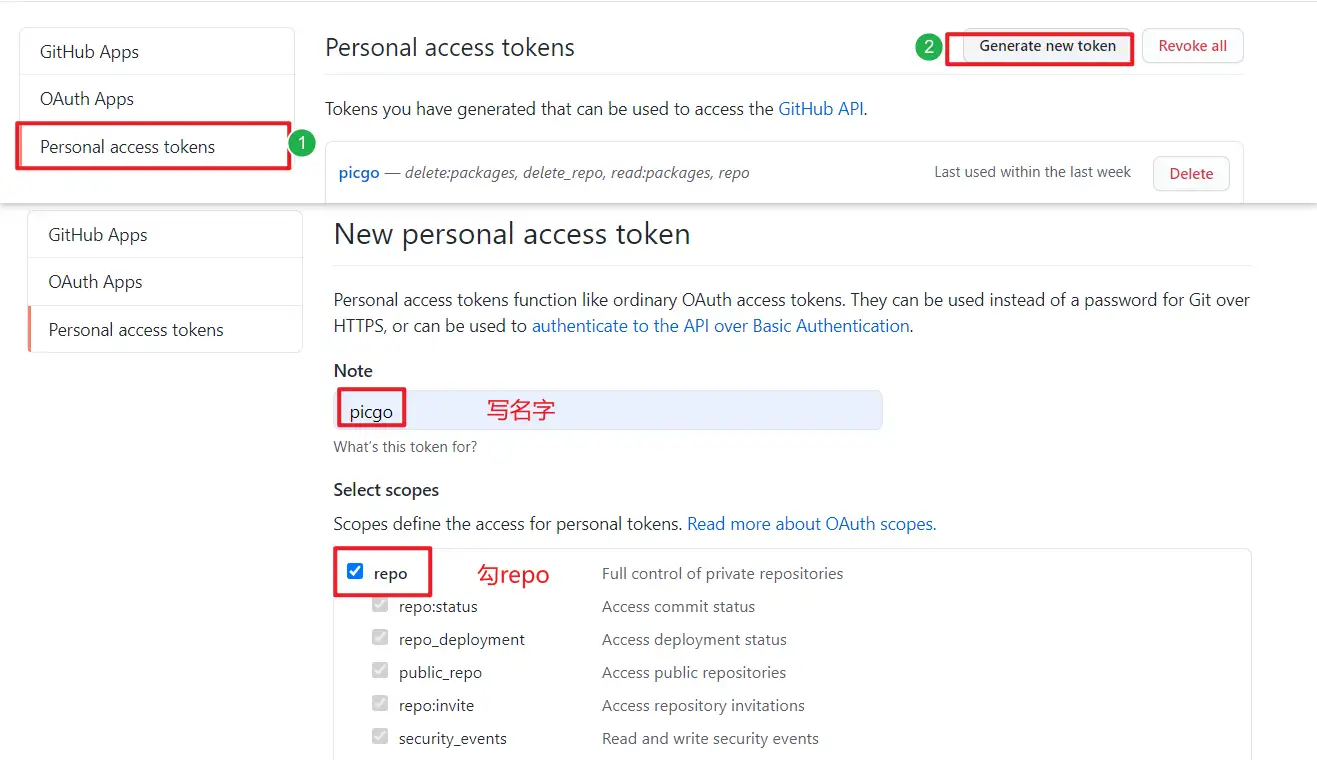 GitHub Apps
OAuth Apps
Personal access tokens
1
Personal access tokens
2
Generate new token
Revoke all
Tokens you have generated that can be used to access the GitHub API.
picgo — delete:packages, delete_repo, read:packages, repo
Last used within the last week
Delete
GitHub Apps
OAuth Apps
Personal access tokens
New personal access token
Personal access tokens function like ordinary OAuth access tokens. They can be used instead of a password for Git over
HTTPS, or can be used to authenticate to the API over Basic Authentication.
Note
picgo
写名字
What's this token for?
Select scopes
Scopes define the access for personal tokens. Read more about OAuth scopes.
repo 勾repo Full control of private repositories
repo:status Access commit status
repo_deployment Access deployment status
public_repo Access public repositories
repo:invite Access repository invitations
security_events Read and write security events